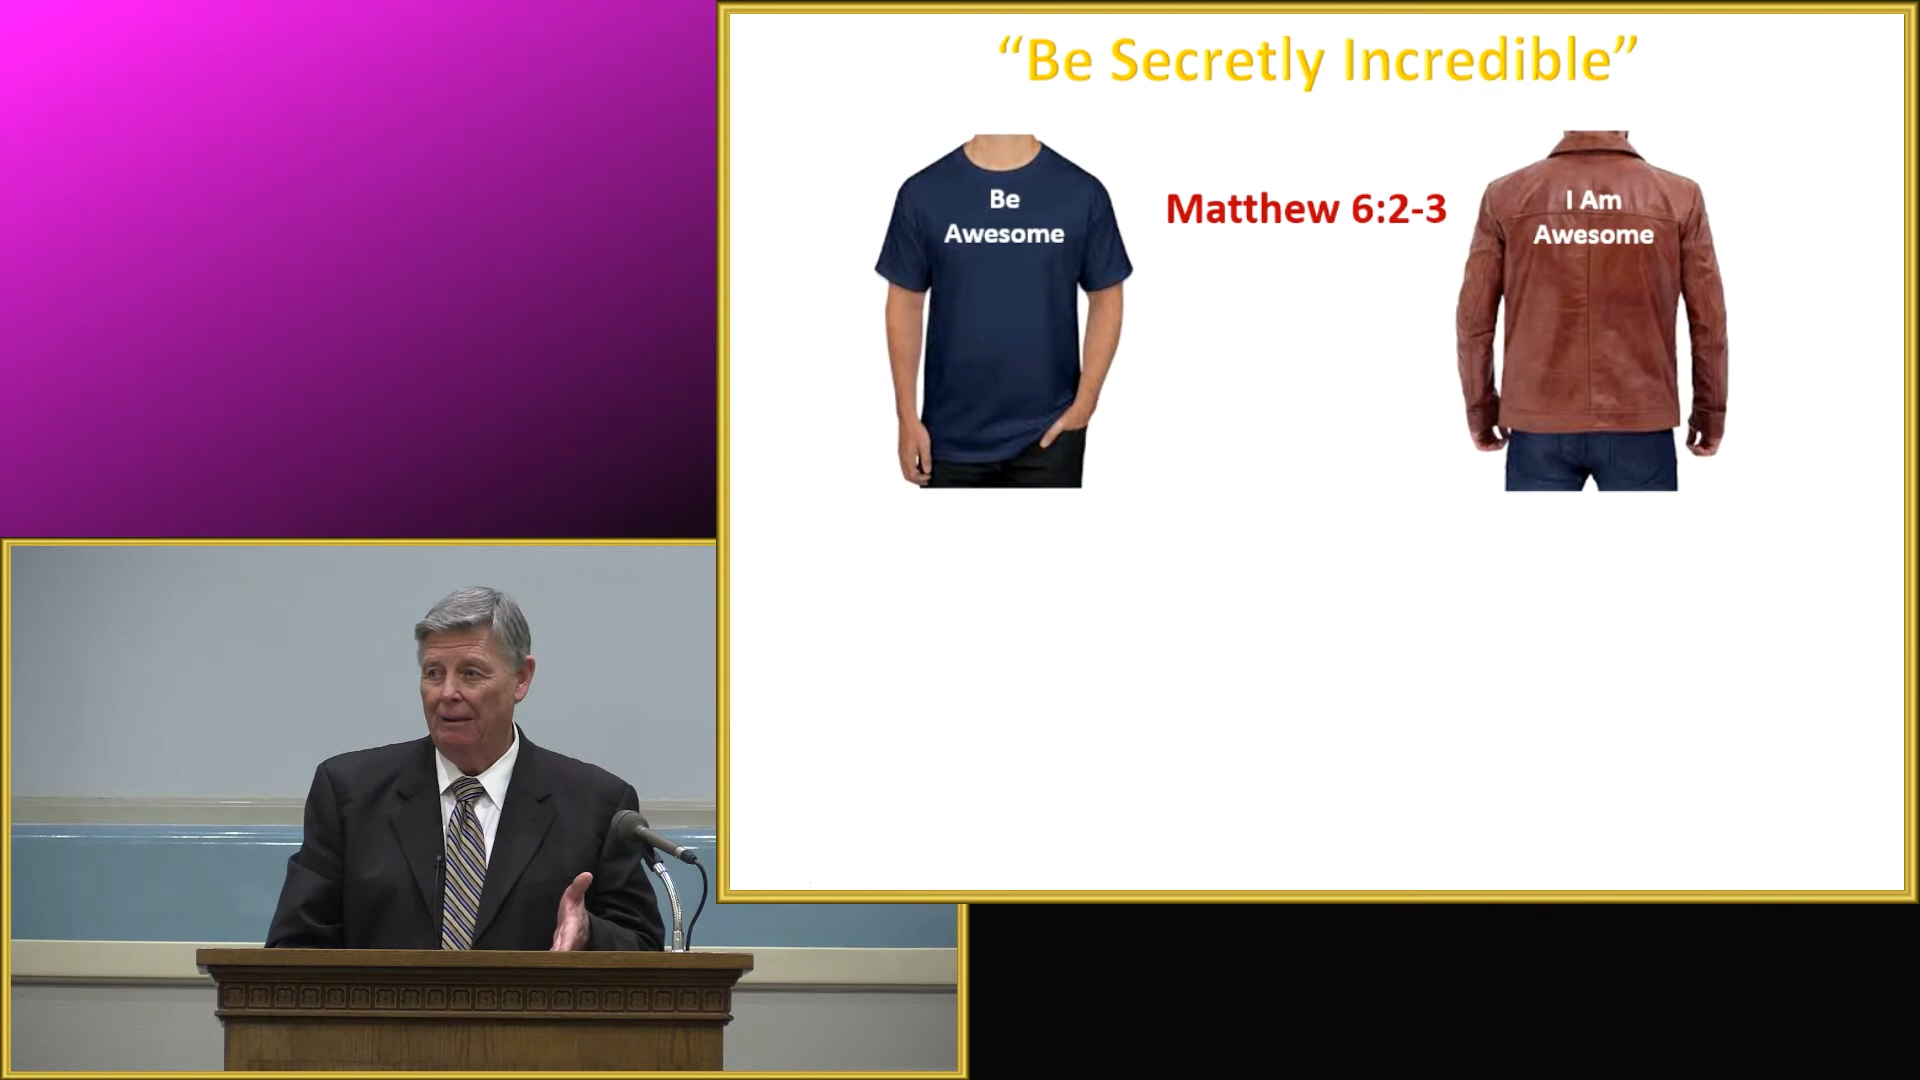 “Be Secretly Incredible”
Be
Awesome
Matthew 6:2-3
I Am
Awesome